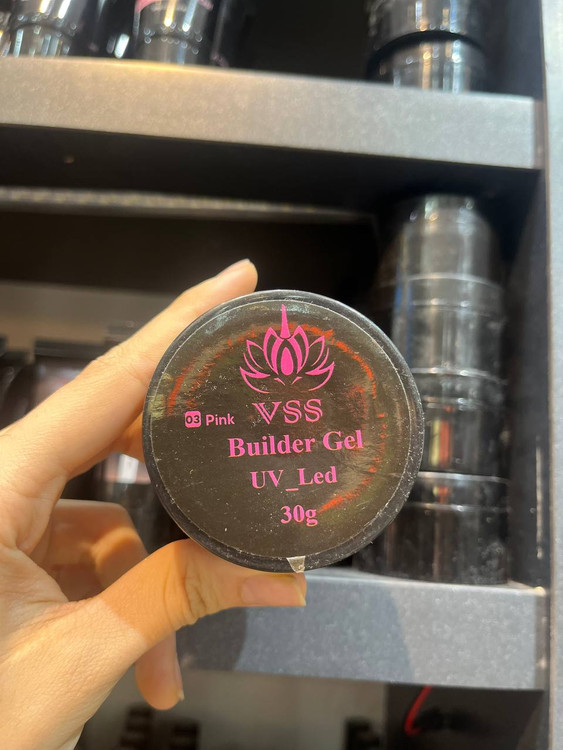 VSS
03 Pink
Builder Gel
UV_Led
30g